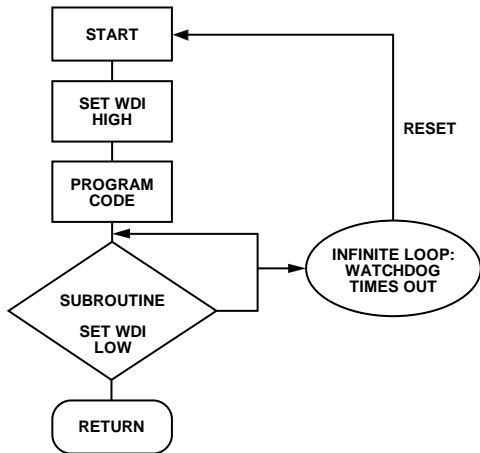 START
SET WDI
HIGH
RESET
PROGRAM
CODE
INFINITE LOOP:
WATCHDOG
TIMES OUT
SUBROUTINE
SET WDI
LOW
RETURN